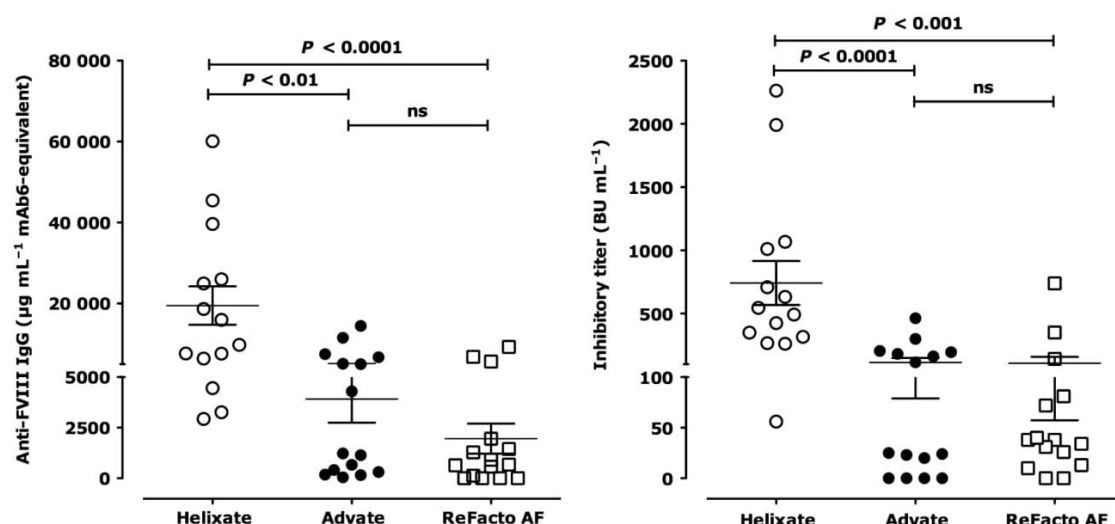 P < 0.0001
P < 0.01
ns
80 000
60 000
40 000
20 000
5000
2500
0
Anti-FVIII IgG (µg mL⁻¹ mAb6-equivalent)
Helixate Advate ReFacto AF
P < 0.001
P < 0.0001
ns
2500
2000
1500
1000
500
100
50
0
Inhibitory titer (BU mL⁻¹)
Helixate Advate ReFacto AF